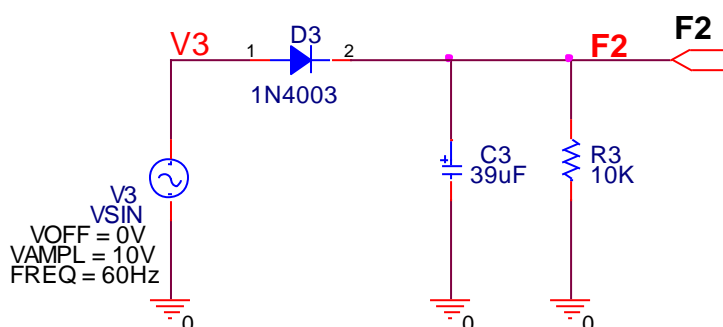 V3
D3
F2
F2
1
2
1N4003
C3
39uF
R3
10K
V3
VSIN
VOFF = 0V
VAMPL = 10V
FREQ = 60Hz
0
0
0